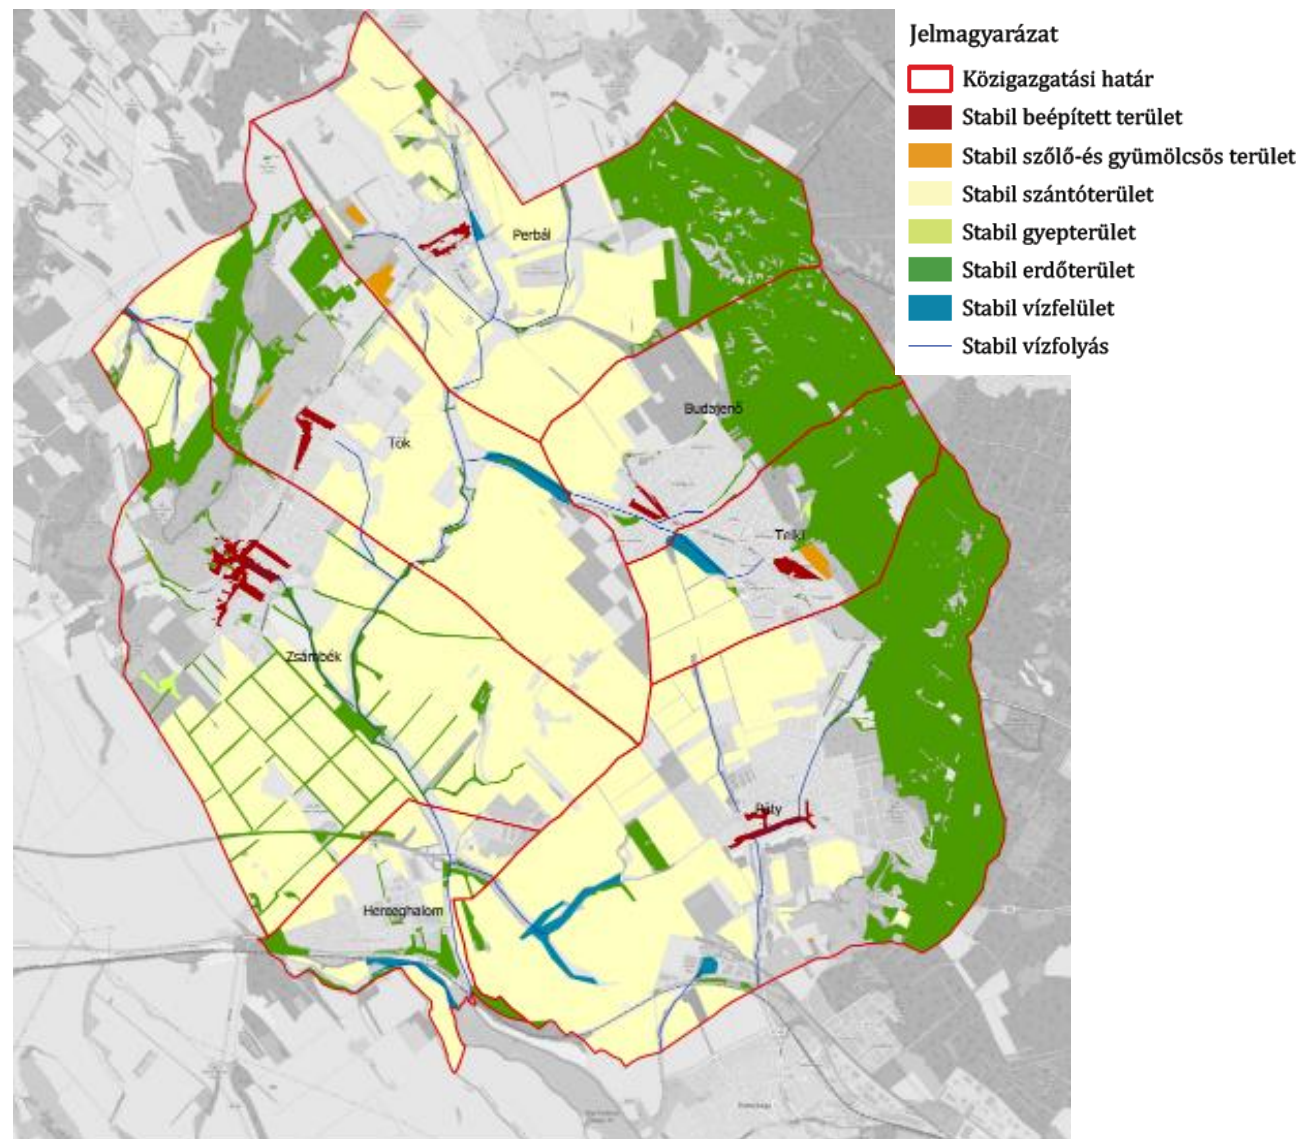 Jelmagyarázat
Közigazgatási határ
Stabil beépített terület
Stabil szőlő-és gyümölcsös terület
Stabil szántóterület
Stabil gyepterület
Stabil erdőterület
Stabil vízfelület
Stabil vízfolyás
Perbál
Budajenő
Tök
Telki
Zsámbék
Páty
Herceghalom